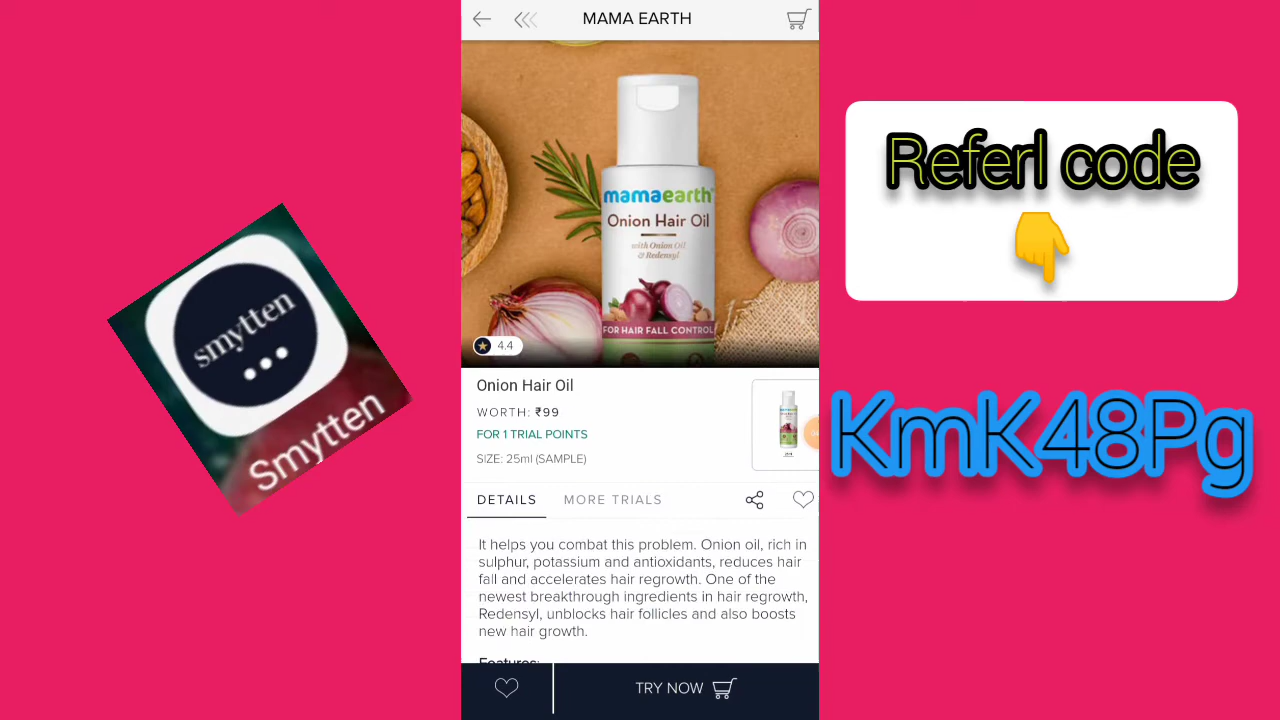 smytten
Smytten
MAMA EARTH
mamaearth
Onion Hair Oil
with Onion Oil
& Redensyl
FOR HAIR FALL CONTROL
4.4
Onion Hair Oil
WORTH: ₹99
FOR 1 TRIAL POINTS
SIZE: 25ml (SAMPLE)
DETAILS
MORE TRIALS
It helps you combat this problem. Onion oil, rich in
sulphur, potassium and antioxidants, reduces hair
fall and accelerates hair regrowth. One of the
newest breakthrough ingredients in hair regrowth,
Redensyl, unblocks hair follicles and also boosts
new hair growth.
Features:
TRY NOW
Referl code
KmK48Pg